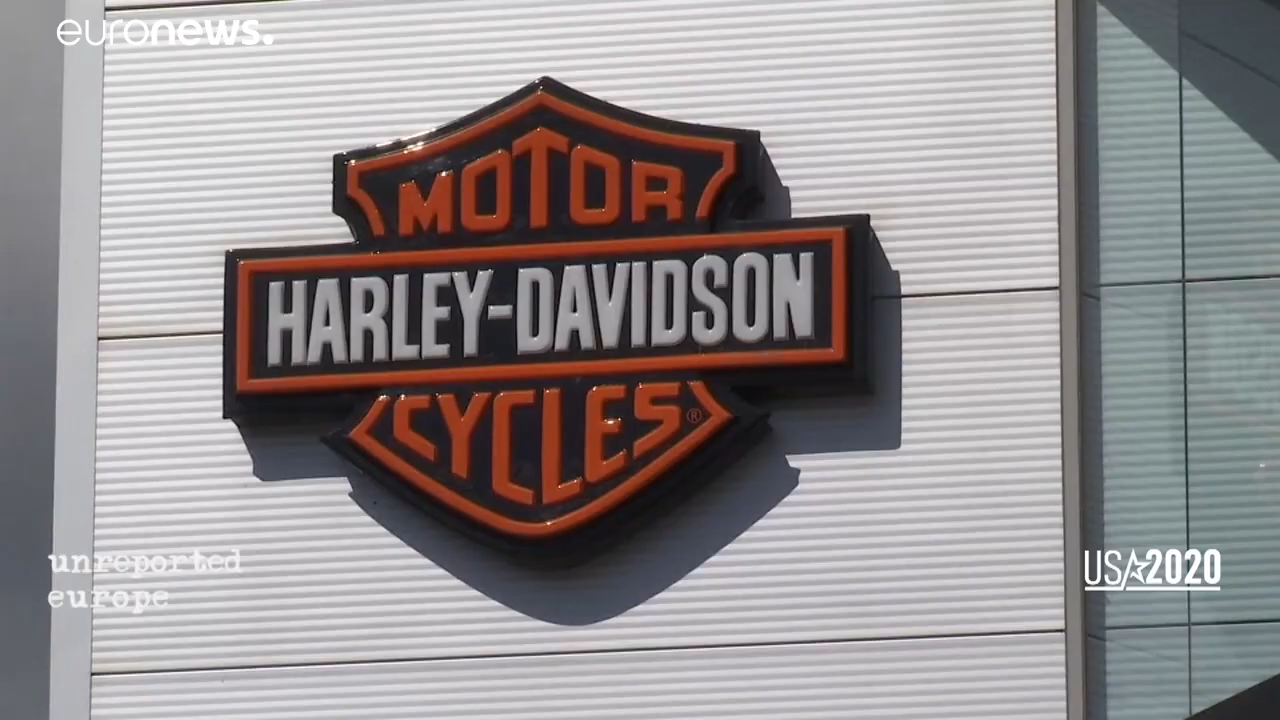 euronews.
MOTOR
HARLEY-DAVIDSON
CYCLES®
unreported
europe
USA2020